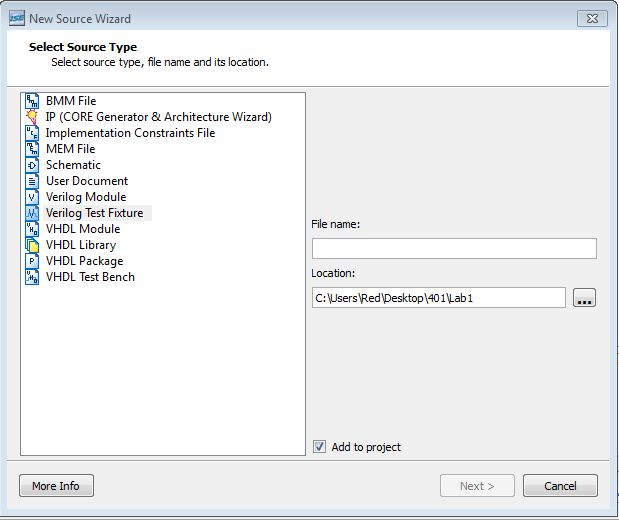 ISE New Source Wizard
Select Source Type
Select source type, file name and its location.
BMM File
IP (CORE Generator & Architecture Wizard)
Implementation Constraints File
MEM File
Schematic
User Document
Verilog Module
Verilog Test Fixture
VHDL Module
VHDL Library
VHDL Package
VHDL Test Bench
File name:
Location:
C:\Users\Red\Desktop\401\Lab1
...
Add to project
More Info
Next >
Cancel